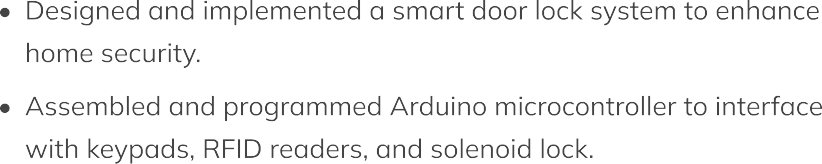 • Designed and implemented a smart door lock system to enhance
home security.
• Assembled and programmed Arduino microcontroller to interface
with keypads, RFID readers, and solenoid lock.